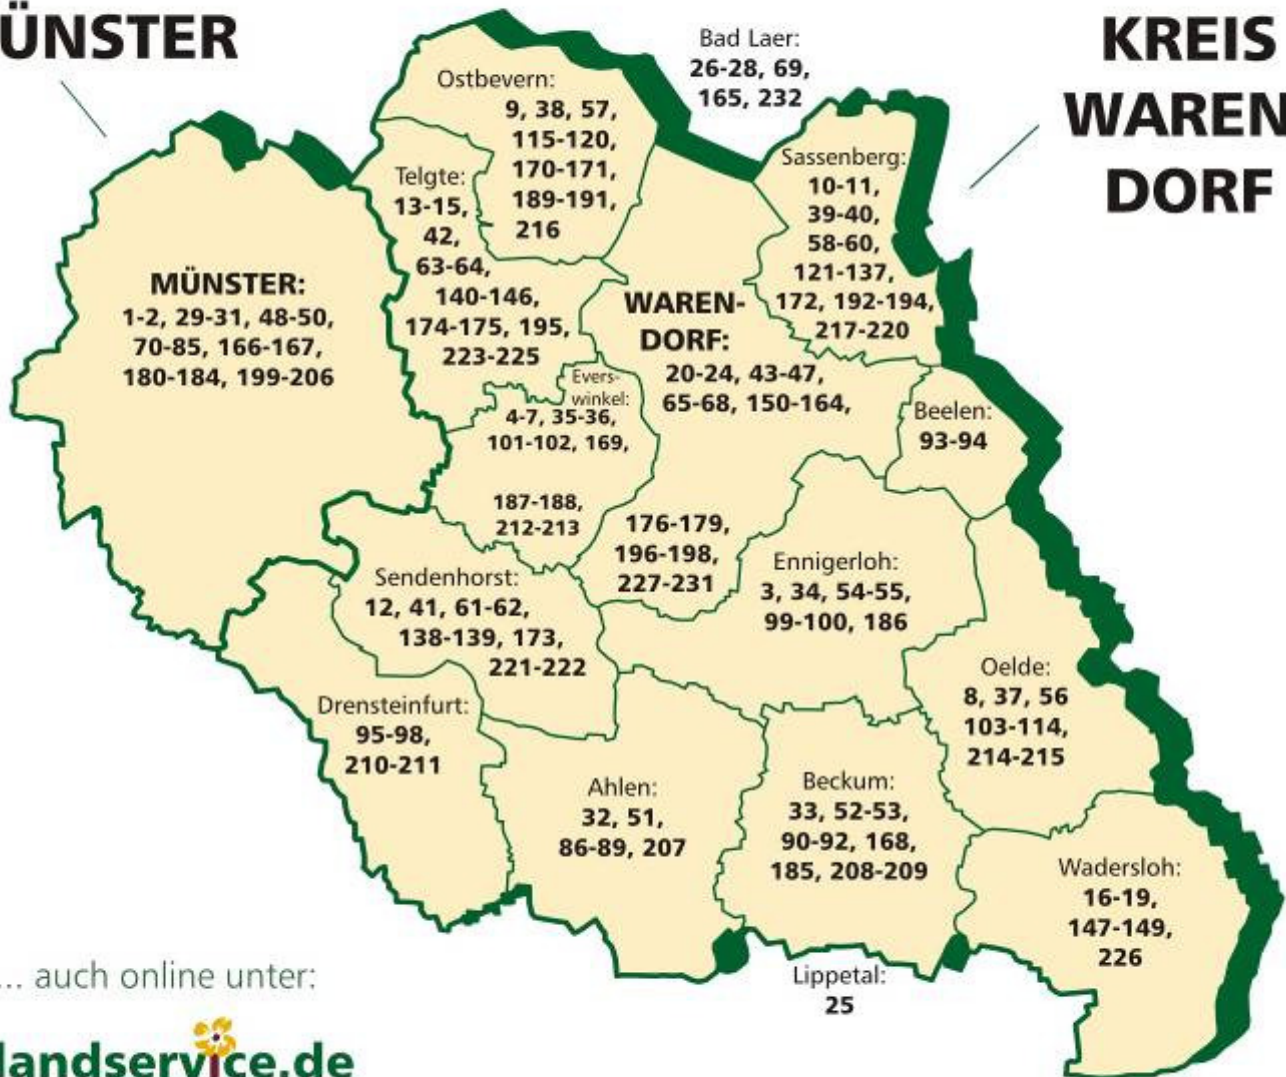 ÜNSTER
KREIS
WAREN
DORF
Bad Laer:
26-28, 69,
165, 232
Ostbevern:
9, 38, 57,
115-120,
170-171,
189-191,
216
Telgte:
13-15,
42,
63-64,
140-146,
174-175, 195,
223-225
Sassenberg:
10-11,
39-40,
58-60,
121-137,
172, 192-194,
217-220
MÜNSTER:
1-2, 29-31, 48-50,
70-85, 166-167,
180-184, 199-206
WAREN-
DORF:
20-24, 43-47,
65-68, 150-164,
176-179,
196-198,
227-231
Evers-
winkel:
4-7, 35-36,
101-102, 169,
187-188,
212-213
Beelen:
93-94
Ennigerloh:
3, 34, 54-55,
99-100, 186
Sendenhorst:
12, 41, 61-62,
138-139, 173,
221-222
Oelde:
8, 37, 56
103-114,
214-215
Drensteinfurt:
95-98,
210-211
Ahlen:
32, 51,
86-89, 207
Beckum:
33, 52-53,
90-92, 168,
185, 208-209
Wadersloh:
16-19,
147-149,
226
Lippetal:
25
... auch online unter:
landservice.de